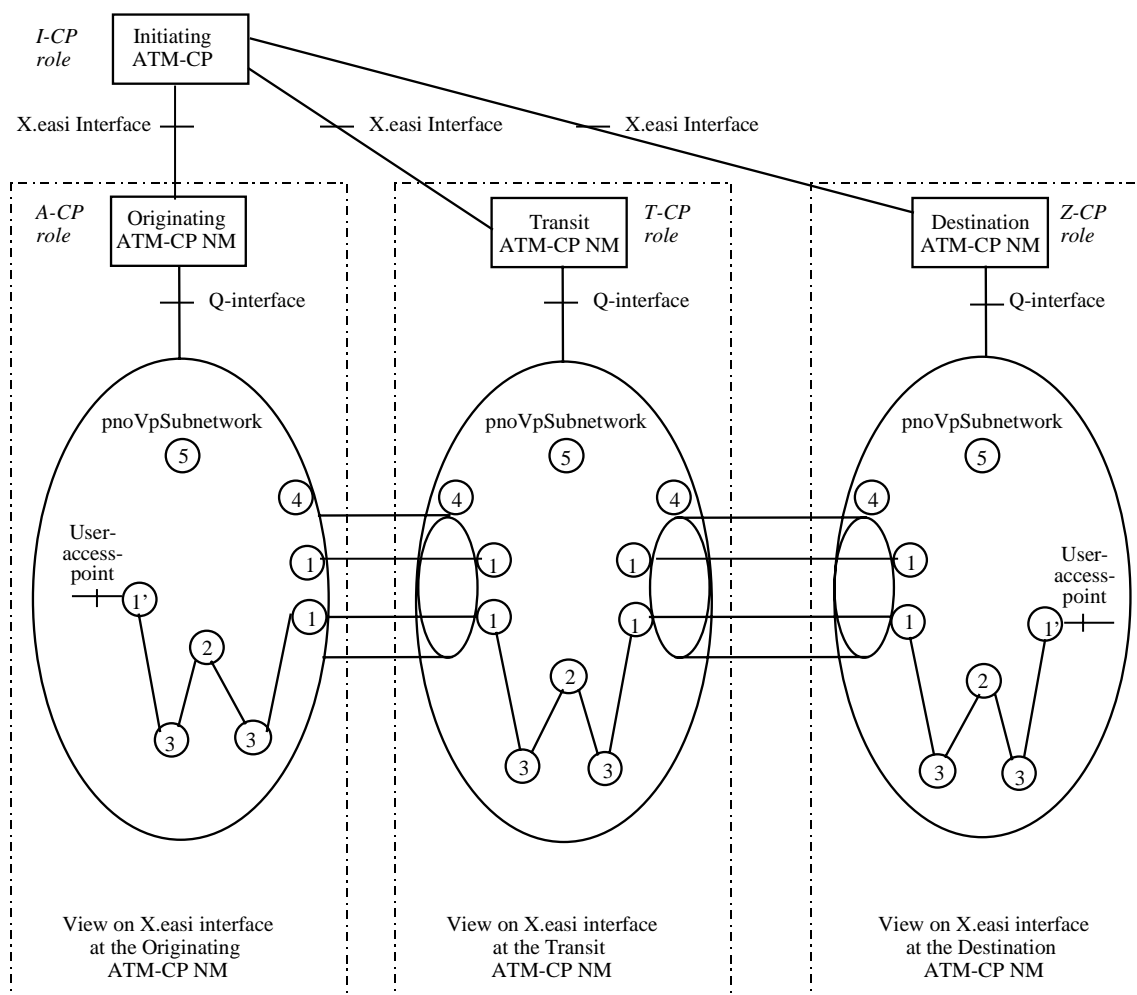 I-CP
role
Initiating
ATM-CP
X.easi Interface
X.easi Interface
X.easi Interface
A-CP
role
Originating
ATM-CP NM
Transit
ATM-CP NM
T-CP
role
Destination
ATM-CP NM
Z-CP
role
Q-interface
Q-interface
Q-interface
pnoVpSubnetwork
5
4
User-
access-
point
1'
1
1
2
3
3
pnoVpSubnetwork
5
4
4
1
1
1
1
2
3
3
pnoVpSubnetwork
5
4
1
1
User-
access-
point
1'
2
3
3
View on X.easi interface
at the Originating
ATM-CP NM
View on X.easi interface
at the Transit
ATM-CP NM
View on X.easi interface
at the Destination
ATM-CP NM